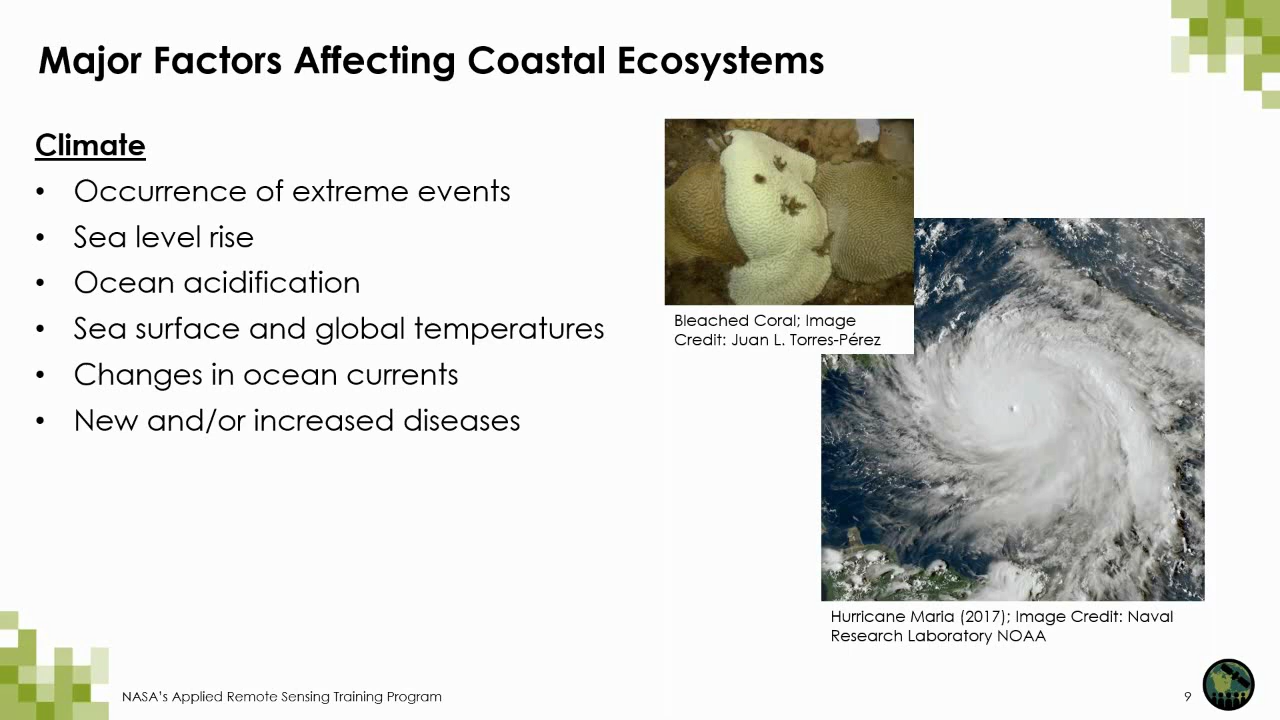 Major Factors Affecting Coastal Ecosystems
Climate
• Occurrence of extreme events
• Sea level rise
• Ocean acidification
• Sea surface and global temperatures
• Changes in ocean currents
• New and/or increased diseases
Bleached Coral; Image
Credit: Juan L. Torres-Pérez
Hurricane Maria (2017); Image Credit: Naval
Research Laboratory NOAA
NASA's Applied Remote Sensing Training Program
9